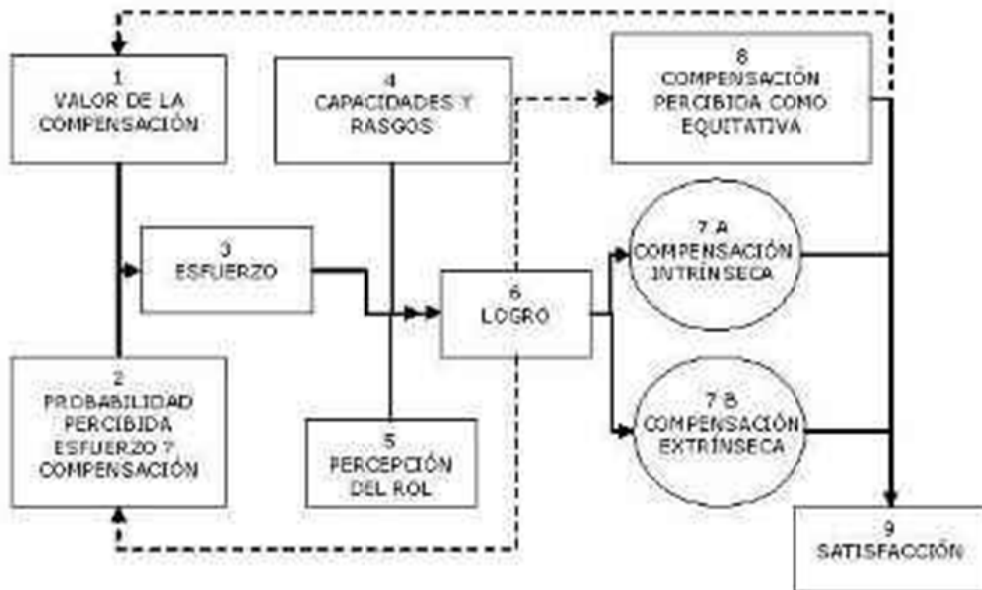 1
VALOR DE LA
COMPENSACIÓN
4
CAPACIDADES Y
RASGOS
8
COMPENSACIÓN
PERCIBIDA COMO
EQUITATIVA
3
ESFUERZO
7 A
COMPENSACIÓN
INTRÍNSECA
6
LOGRO
2
PROBABILIDAD
PERCIBIDA
ESFUERZO 7
COMPENSACIÓN
5
PERCEPCIÓN
DEL ROL
7 B
COMPENSACIÓN
EXTRÍNSECA
9
SATISFACCIÓN